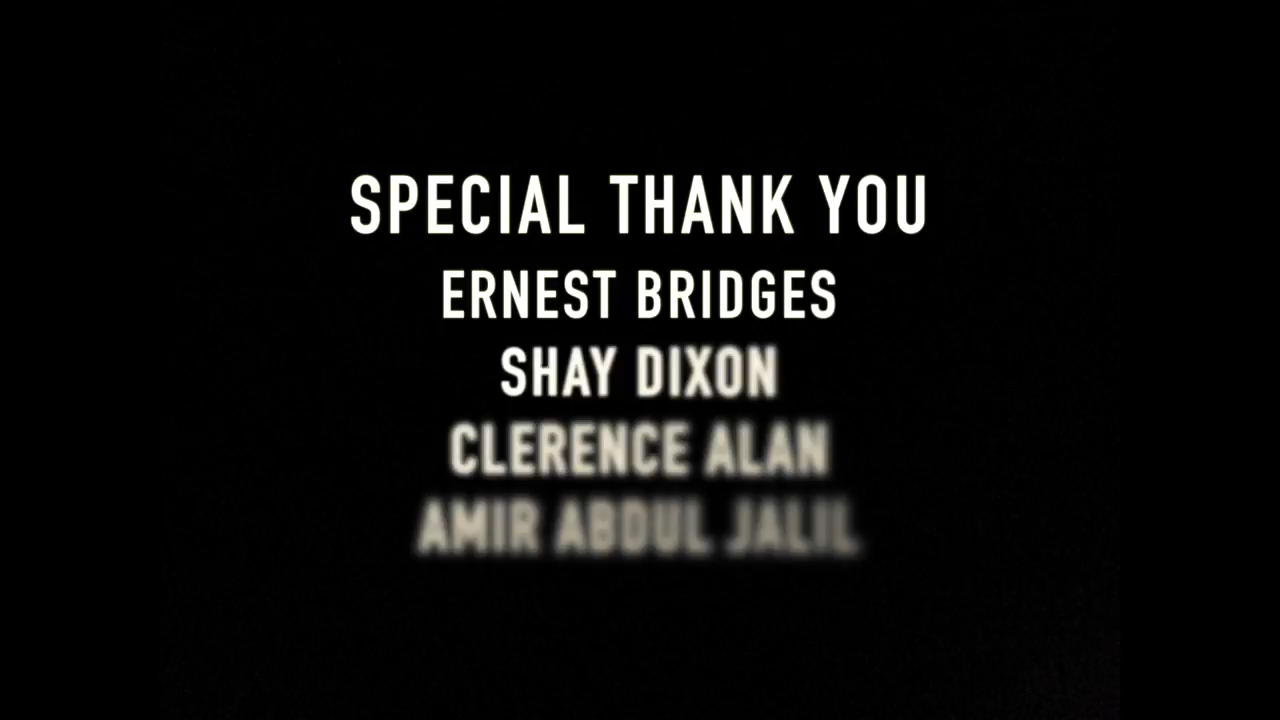 SPECIAL THANK YOU
ERNEST BRIDGES
SHAY DIXON
CLERENCE ALAN
AMIR ABDUL JALIL